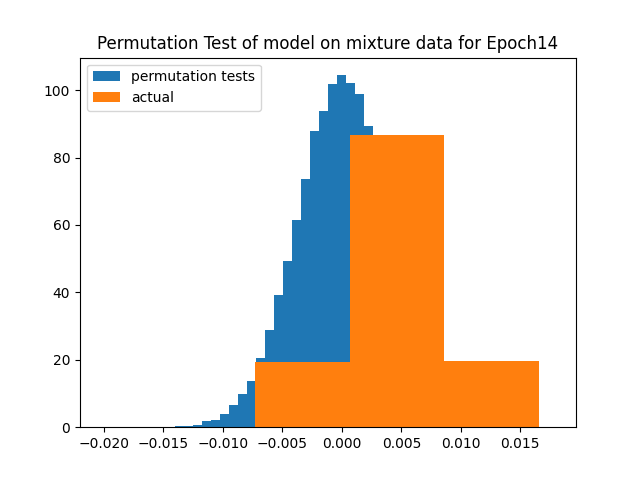 Permutation Test of model on mixture data for Epoch14
permutation tests
actual
100
80
60
40
20
0
−0.020 −0.015 −0.010 −0.005 0.000 0.005 0.010 0.015